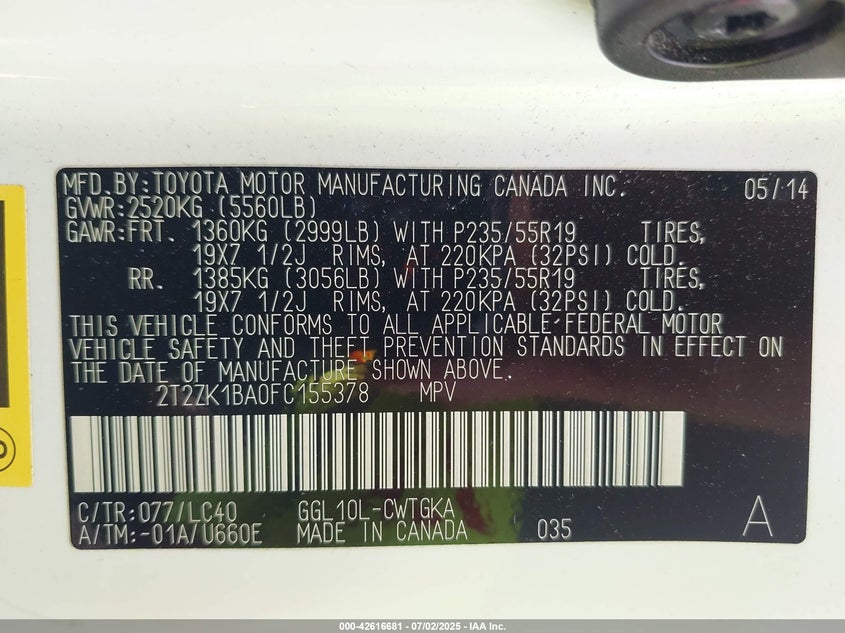 MFD.BY:TOYOTA MOTOR MANUFACTURING CANADA INC. 05/14
GVWR:2520KG (5560LB)
GAWR:FRT. 1360KG (2999LB) WITH P235/55R19 TIRES,
19X7 1/2J RIMS, AT 220KPA (32PSI) COLD.
RR. 1385KG (3056LB) WITH P235/55R19 TIRES,
19X7 1/2J RIMS, AT 220KPA (32PSI) COLD.
THIS VEHICLE CONFORMS TO ALL APPLICABLE FEDERAL MOTOR
VEHICLE SAFETY AND THEFT PREVENTION STANDARDS IN EFFECT ON
THE DATE OF MANUFACTURE SHOWN ABOVE.
2T2ZK1BA0FC155378 MPV
C/TR:077/LC40 GGL10L-CWTGKA
A/TM:-01A/U660E MADE IN CANADA 035 A
000-42616681 - 07/02/2025 - IAA Inc.